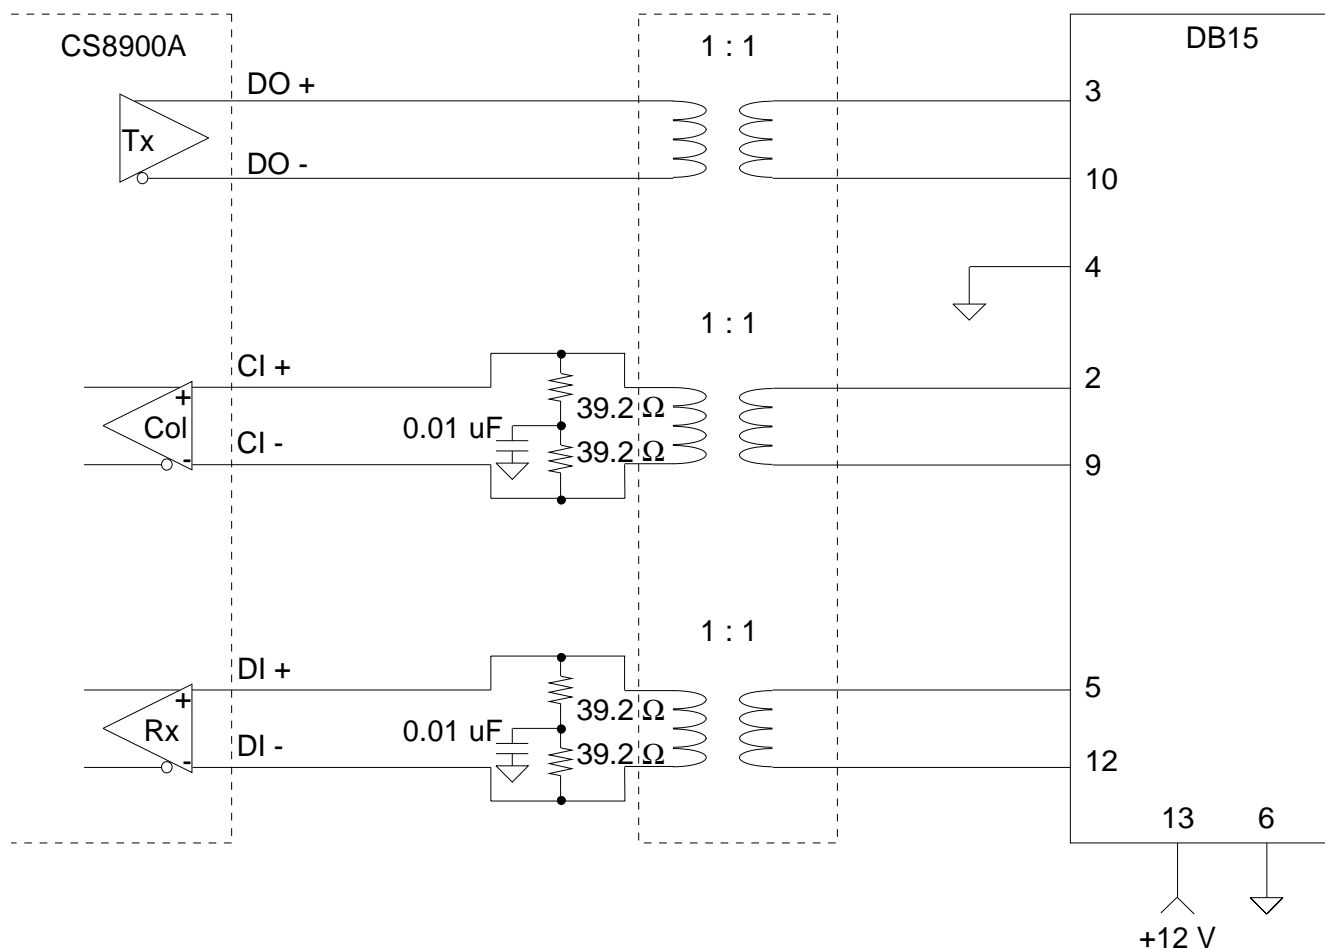 CS8900A
1 : 1
DB15
DO +
3
Tx
DO -
10
4
1 : 1
CI +
2
+
39.2 Ω
Col
0.01 uF
CI -
39.2 Ω
-
9
1 : 1
DI +
5
+
39.2 Ω
Rx
0.01 uF
DI -
39.2 Ω
-
12
13
6
+12 V